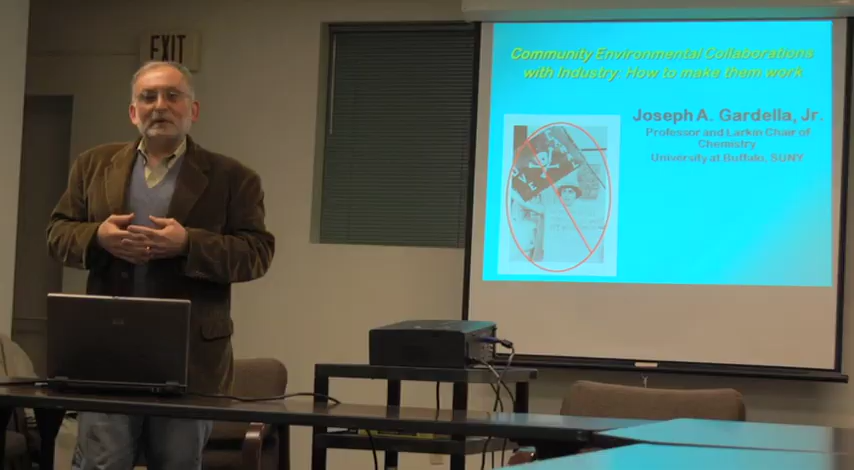 EXIT
Community Environmental Collaborations
with Industry. How to make them work
Joseph A. Gardella, Jr.
Professor and Larkin Chair of
Chemistry
University at Buffalo, SUNY